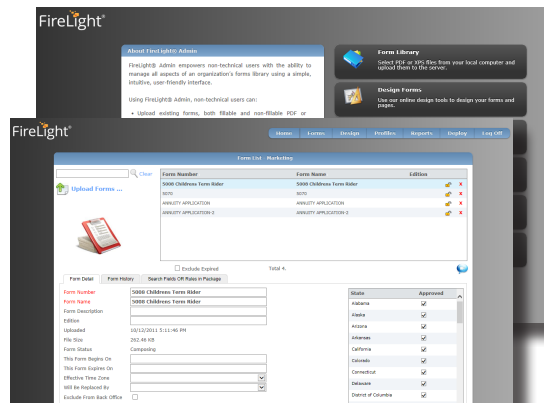 FireLight®
About FireLight® Admin
FireLight® Admin empowers non-technical users with the ability to
manage all aspects of an organization's forms library using a simple,
intuitive, user-friendly interface.
Using FireLight® Admin, non-technical users can:
• Upload existing forms, both fillable and non-fillable PDF or
Form Library
Select PDF or XPS files from your local computer and
upload them to the server.
Design Forms
Use our online design tools to design your forms and
pages.
FireLight®
Home Forms Design Profiles Reports Deploy Log Off
Form List - Marketing
Clear
Upload Forms ...
Form Number Form Name Edition
5008 Childrens Term Rider 5008 Childrens Term Rider X
X
ANNUITY APPLICATION ANNUITY APPLICATION X
ANNUITY APPLICATION-2 ANNUITY APPLICATION-2 X
Exclude Expired Total 4:
Form Detail Form History Search Fields OR Rules in Package
Form Number 5008 Childrens Term Rider
Form Name 5008 Childrens Term Rider
Form Description
Edition
Uploaded 10/12/2011 5:11:46 PM
File Size 262.46 KB
Form Status Composing
This Form Begins On
This Form Expires On
Effective Time Zone
Will Be Replaced By
Exclude From Back Office
State Approved
Alabama
Alaska
Arizona
Arkansas
California
Colorado
Connecticut
Delaware
District of Columbia